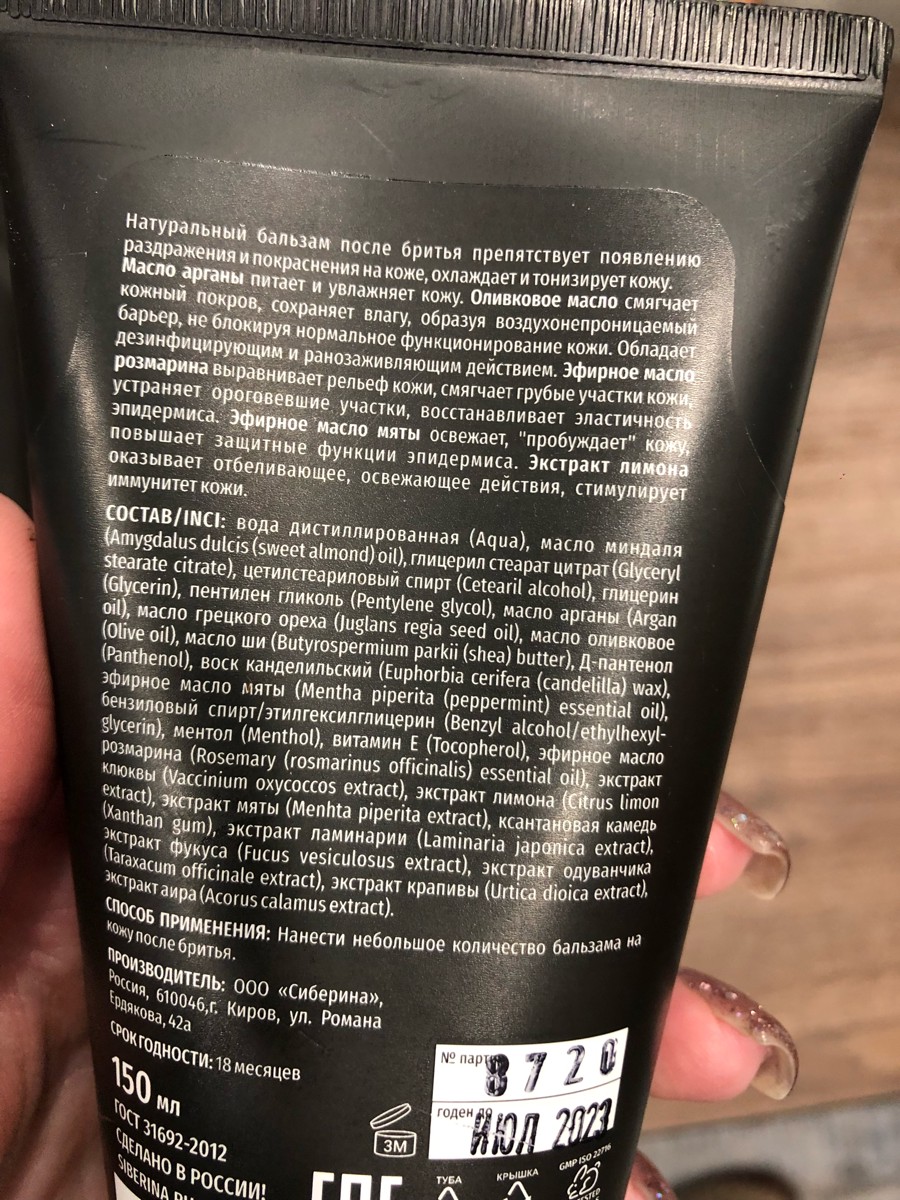 Натуральный бальзам после бритья препятствует появлению
раздражения и покраснения на коже, охлаждает и тонизирует кожу.
Масло арганы питает и увлажняет кожу. Оливковое масло смягчает
кожный покров, сохраняет влагу, образуя воздухонепроницаемый
барьер, не блокируя нормальное функционирование кожи. Обладает
дезинфицирующим и ранозаживляющим действием. Эфирное масло
розмарина выравнивает рельеф кожи, смягчает грубые участки кожи,
устраняет ороговевшие участки, восстанавливает эластичность
эпидермиса. Эфирное масло мяты освежает, "пробуждает" кожу,
повышает защитные функции эпидермиса. Экстракт лимона
оказывает отбеливающее, освежающее действия, стимулирует
иммунитет кожи.
СОСТАВ/INCI: вода дистиллированная (Aqua), масло миндаля
(Amygdalus dulcis (sweet almond) oil), глицерил стеарат цитрат (Glyceryl
stearate citrate), цетилстеариловый спирт (Cetearil alcohol), глицерин
(Glycerin), пентилен гликоль (Pentylene glycol), масло арганы (Argan
oil), масло грецкого ореха (Juglans regia seed oil), масло оливковое
(Olive oil), масло ши (Butyrospermium parkii (shea) butter), Д-пантенол
(Panthenol), воск канделильский (Euphorbia cerifera (candelilla) wax),
эфирное масло мяты (Mentha piperita (peppermint) essential oil),
бензиловый спирт/этилгексилглицерин (Benzyl alcohol/ethylhexyl-
glycerin), ментол (Menthol), витамин Е (Tocopherol), эфирное масло
розмарина (Rosemary (rosmarinus officinalis) essential oil), экстракт
клюквы (Vaccinium oxycoccos extract), экстракт лимона (Citrus limon
extract), экстракт мяты (Menhta piperita extract), ксантановая камедь
(Xanthan gum), экстракт ламинарии (Laminaria japonica extract),
экстракт фукуса (Fucus vesiculosus extract), экстракт одуванчика
(Taraxacum officinale extract), экстракт крапивы (Urtica dioica extract),
экстракт аира (Acorus calamus extract).
СПОСОБ ПРИМЕНЕНИЯ: Нанести небольшое количество бальзама на
кожу после бритья.
ПРОИЗВОДИТЕЛЬ: ООО «Сиберина»,
Россия, 610046,г. Киров, ул. Романа
Ердякова, 42а
СРОК ГОДНОСТИ: 18 месяцев
150 мл
ГОСТ 31692-2012
СДЕЛАНО В РОССИИ!
SIBERINA
3М
№ парт
8720
годен до
ИЮЛ 2023
ТУБА
КРЫШКА
GMP ISO 22716